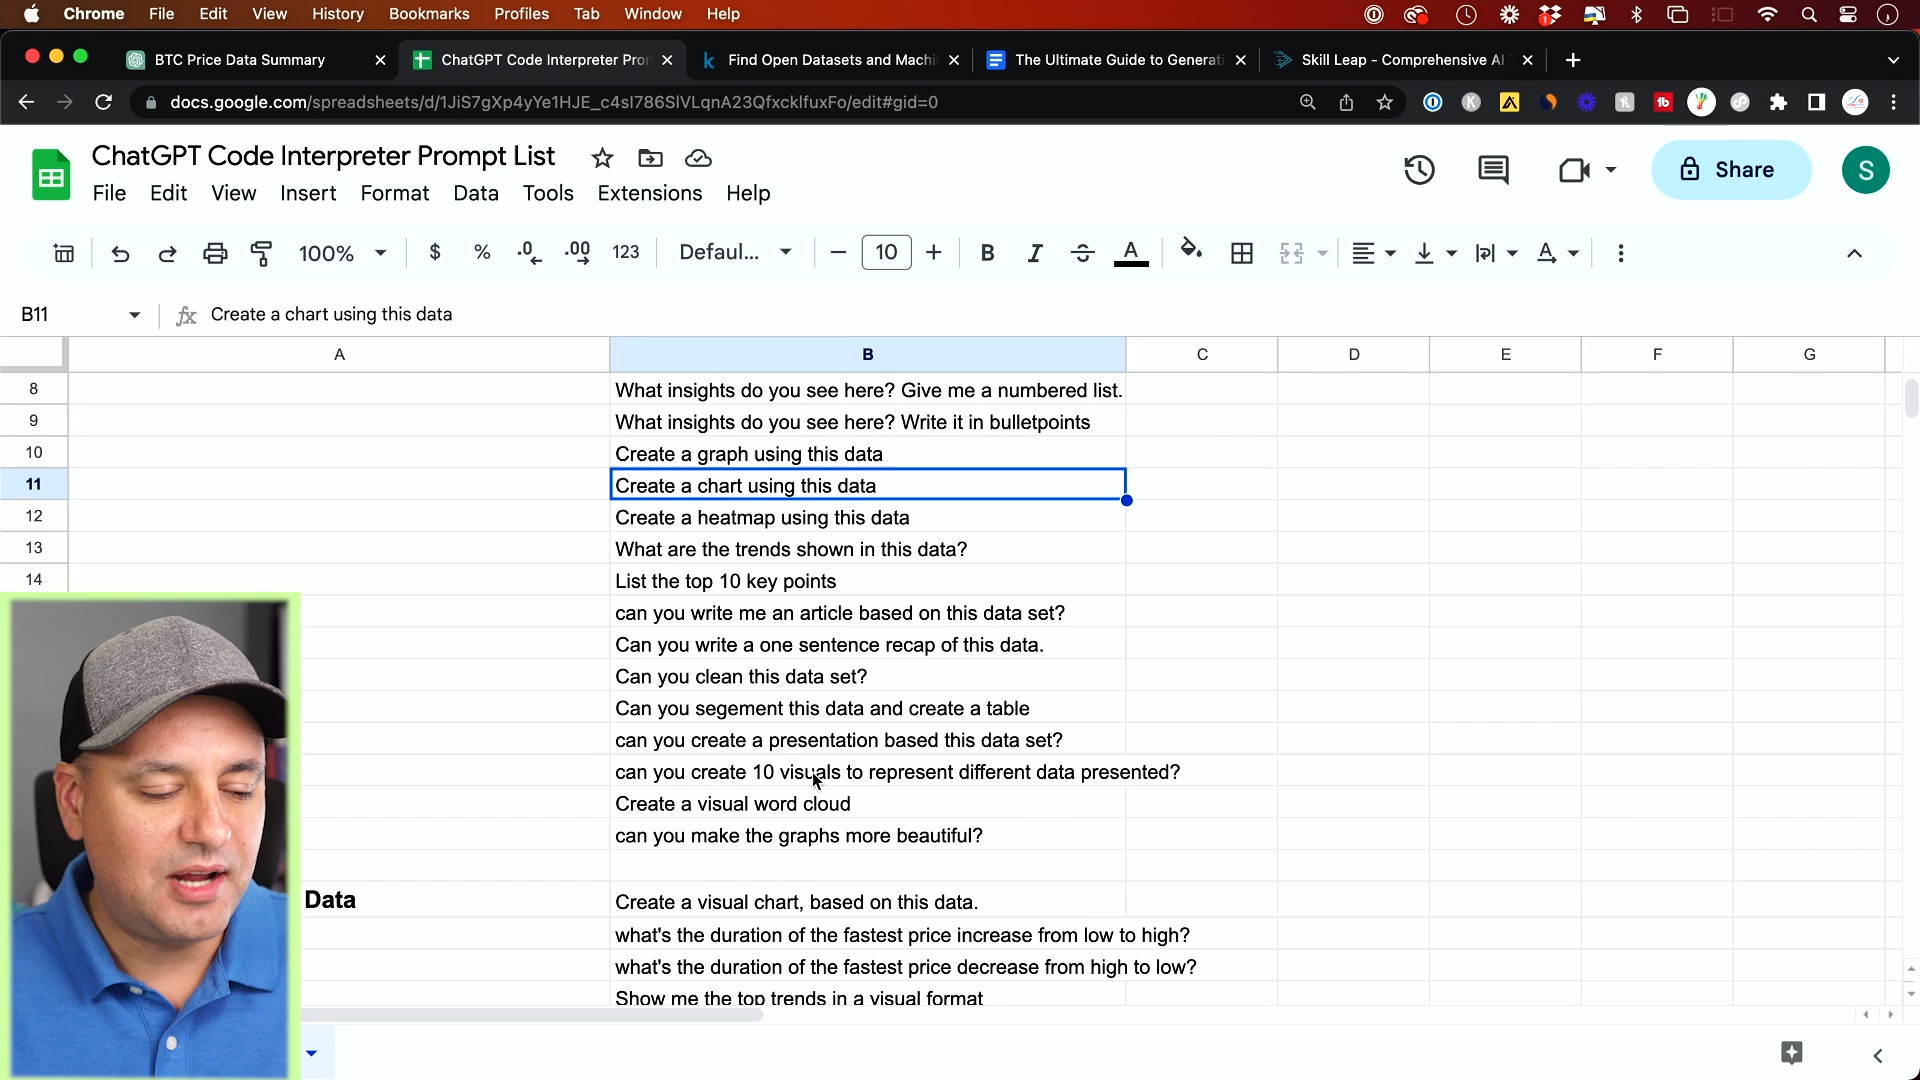 Chrome File Edit View History Bookmarks Profiles Tab Window Help
BTC Price Data Summary
ChatGPT Code Interpreter Pron
Find Open Datasets and Machi
The Ultimate Guide to Generati
Skill Leap - Comprehensive AI
docs.google.com/spreadsheets/d/1JiS7gXp4yYe1HJE_c4sI786SlVLqnA23QfxcklfuxFo/edit#gid=0
ChatGPT Code Interpreter Prompt List
File Edit View Insert Format Data Tools Extensions Help
Share
S
100% $ % .0 .00 123 Defaul... 10 B I S A
B11 fx Create a chart using this data
A B C D E F G
8 What insights do you see here? Give me a numbered list.
9 What insights do you see here? Write it in bulletpoints
10 Create a graph using this data
11 Create a chart using this data
12 Create a heatmap using this data
13 What are the trends shown in this data?
14 List the top 10 key points
can you write me an article based on this data set?
Can you write a one sentence recap of this data.
Can you clean this data set?
Can you segement this data and create a table
can you create a presentation based this data set?
can you create 10 visuals to represent different data presented?
Create a visual word cloud
can you make the graphs more beautiful?
Data Create a visual chart, based on this data.
what's the duration of the fastest price increase from low to high?
what's the duration of the fastest price decrease from high to low?
Show me the top trends in a visual format